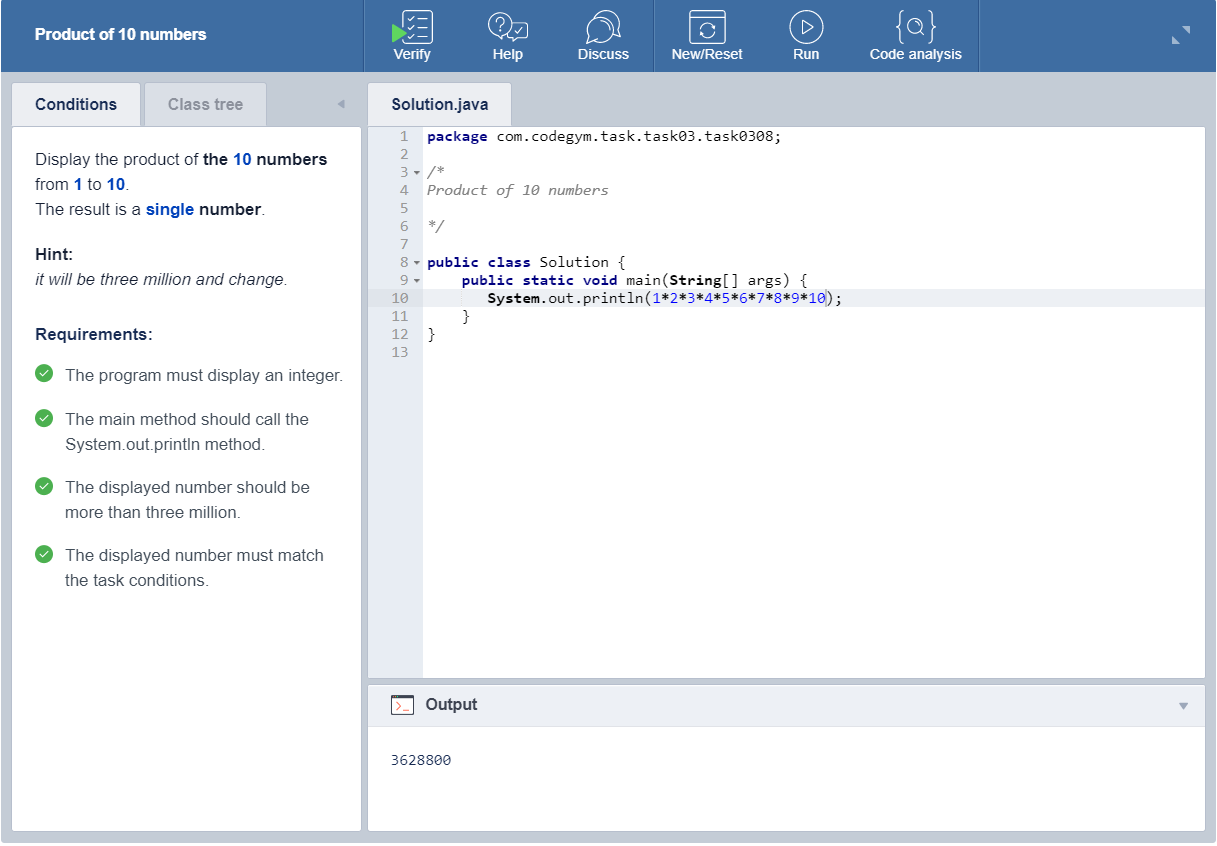 Product of 10 numbers
Verify
Help
Discuss
New/Reset
Run
Code analysis
Conditions
Class tree
Display the product of the 10 numbers
from 1 to 10.
The result is a single number.
Hint:
it will be three million and change.
Requirements:
The program must display an integer.
The main method should call the
System.out.println method.
The displayed number should be
more than three million.
The displayed number must match
the task conditions.
Solution.java
1 package com.codegym.task.task03.task0308;
2
3 /*
4 Product of 10 numbers
5
6 */
7
8 public class Solution {
9 public static void main(String[] args) {
10 System.out.println(1*2*3*4*5*6*7*8*9*10);
11 }
12 }
13
Output
3628800